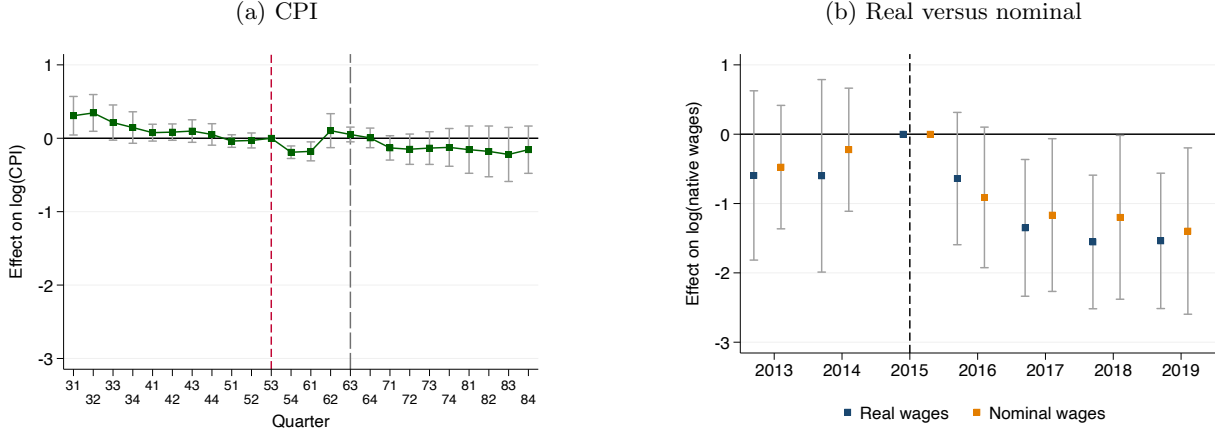 (a) CPI
Effect on log(CPI)
1
0
-1
-2
-3
31 33 41 43 51 53 61 63 71 73 81 83
32 34 42 44 52 54 62 64 72 74 82 84
Quarter
(b) Real versus nominal
Effect on log(native wages)
1
0
-1
-2
-3
2013 2014 2015 2016 2017 2018 2019
Real wages Nominal wages